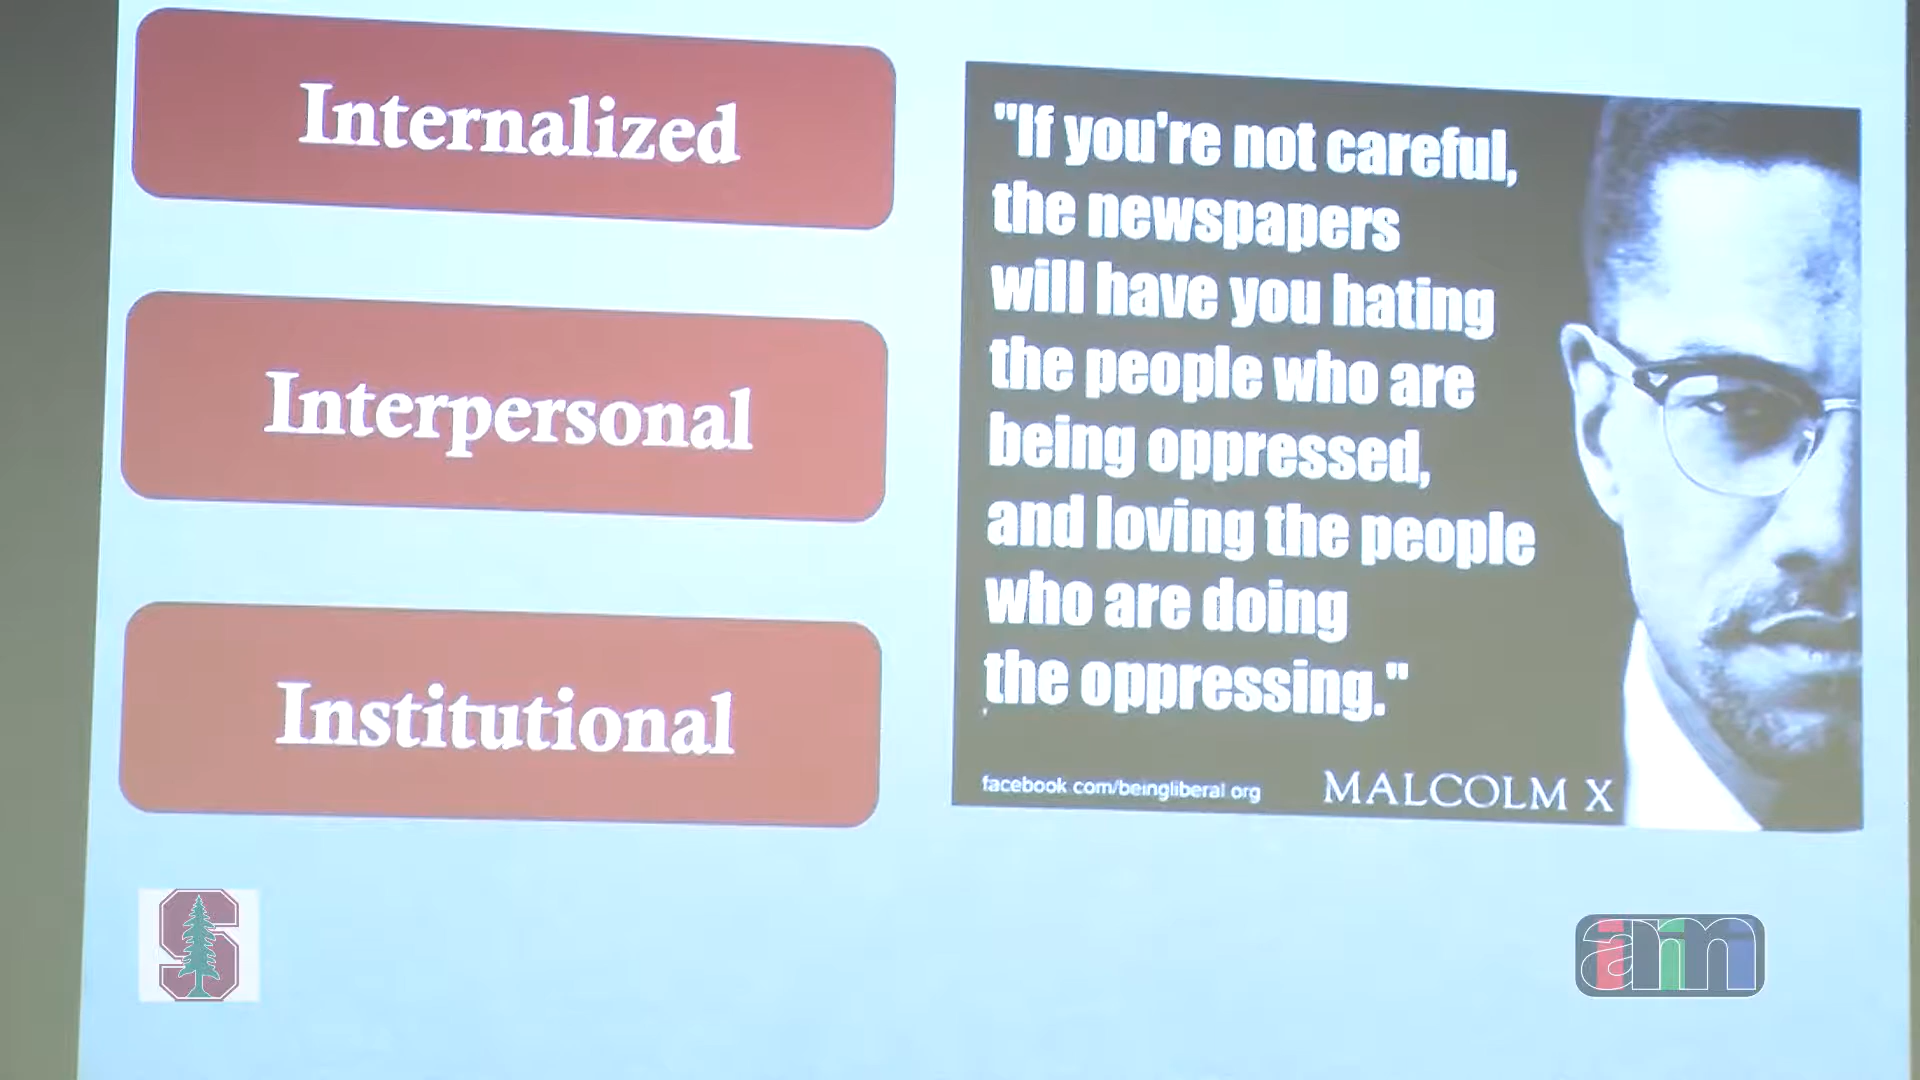 Internalized
Interpersonal
Institutional
"If you're not careful,
the newspapers
will have you hating
the people who are
being oppressed,
and loving the people
who are doing
the oppressing."
facebook.com/beingliberal.org
MALCOLM X
S
am